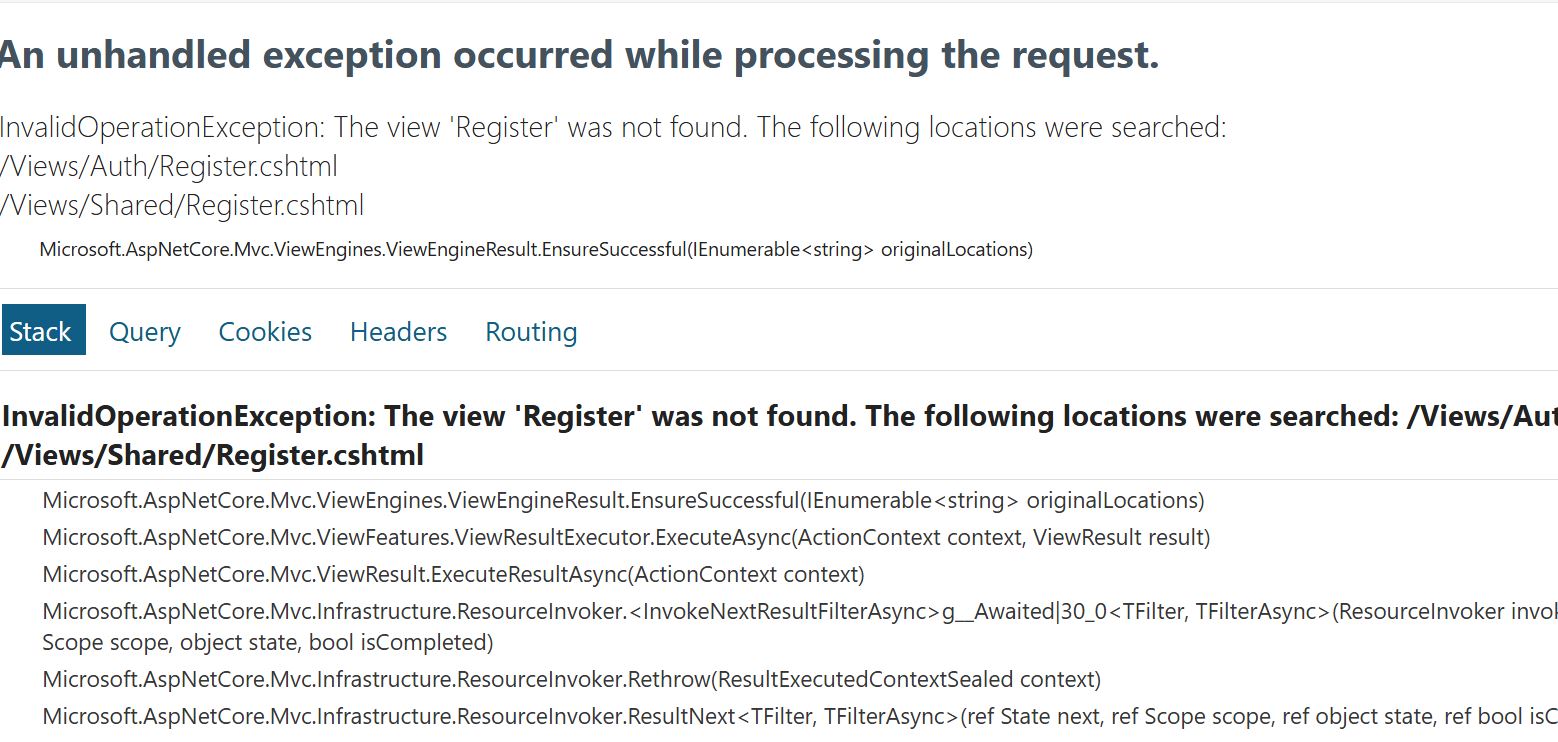 An unhandled exception occurred while processing the request.
InvalidOperationException: The view 'Register' was not found. The following locations were searched:
/Views/Auth/Register.cshtml
/Views/Shared/Register.cshtml
Microsoft.AspNetCore.Mvc.ViewEngines.ViewEngineResult.EnsureSuccessful(IEnumerable<string> originalLocations)
Stack Query Cookies Headers Routing
InvalidOperationException: The view 'Register' was not found. The following locations were searched: /Views/Aut
/Views/Shared/Register.cshtml
Microsoft.AspNetCore.Mvc.ViewEngines.ViewEngineResult.EnsureSuccessful(IEnumerable<string> originalLocations)
Microsoft.AspNetCore.Mvc.ViewFeatures.ViewResultExecutor.ExecuteAsync(ActionContext context, ViewResult result)
Microsoft.AspNetCore.Mvc.ViewResult.ExecuteResultAsync(ActionContext context)
Microsoft.AspNetCore.Mvc.Infrastructure.ResourceInvoker.<InvokeNextResultFilterAsync>g__Awaited|30_0<TFilter, TFilterAsync>(ResourceInvoker invok
Scope scope, object state, bool isCompleted)
Microsoft.AspNetCore.Mvc.Infrastructure.ResourceInvoker.Rethrow(ResultExecutedContextSealed context)
Microsoft.AspNetCore.Mvc.Infrastructure.ResourceInvoker.ResultNext<TFilter, TFilterAsync>(ref State next, ref Scope scope, ref object state, ref bool isC